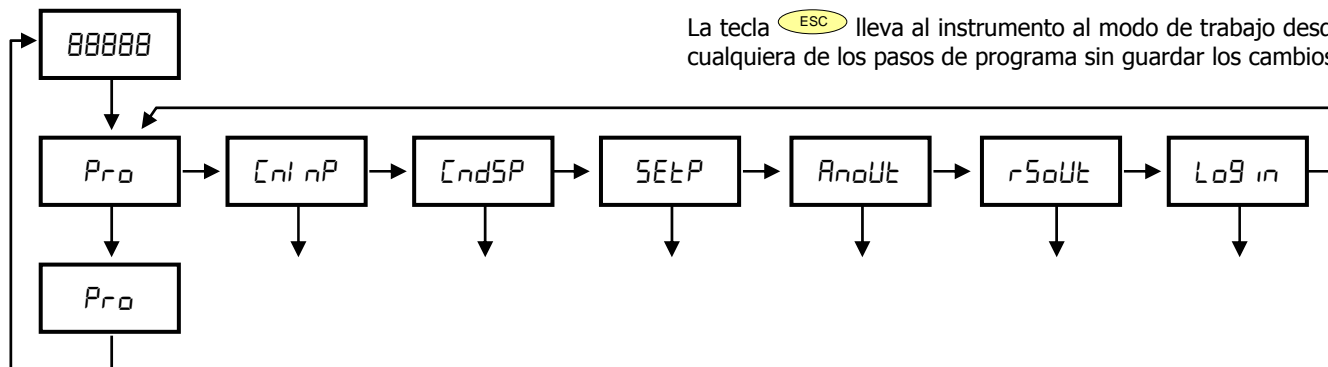 La tecla ESC lleva al instrumento al modo de trabajo
cualquiera de los pasos de programa sin guardar los cambios
88888
Pro CnInP CndSP SEtP AnoUt rSoUt Login
Pro